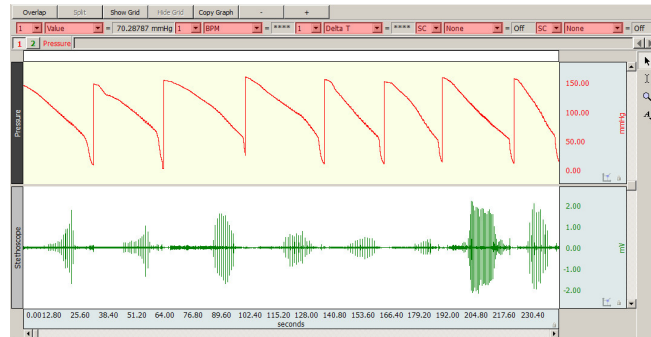 Overlap Split Show Grid Hide Grid Copy Graph - +
1 Value = 70.28787 mmHg 1 BPM = **** 1 Delta T = **** SC None = Off SC None = Off
1 2 Pressure
Pressure
150.00
100.00
50.00
0.00
mmHg
Stethoscope
2.00
1.00
0.00
-1.00
-2.00
mV
0.00 12.80 25.60 38.40 51.20 64.00 76.80 89.60 102.40 115.20 128.00 140.80 153.60 166.40 179.20 192.00 204.80 217.60 230.40
seconds